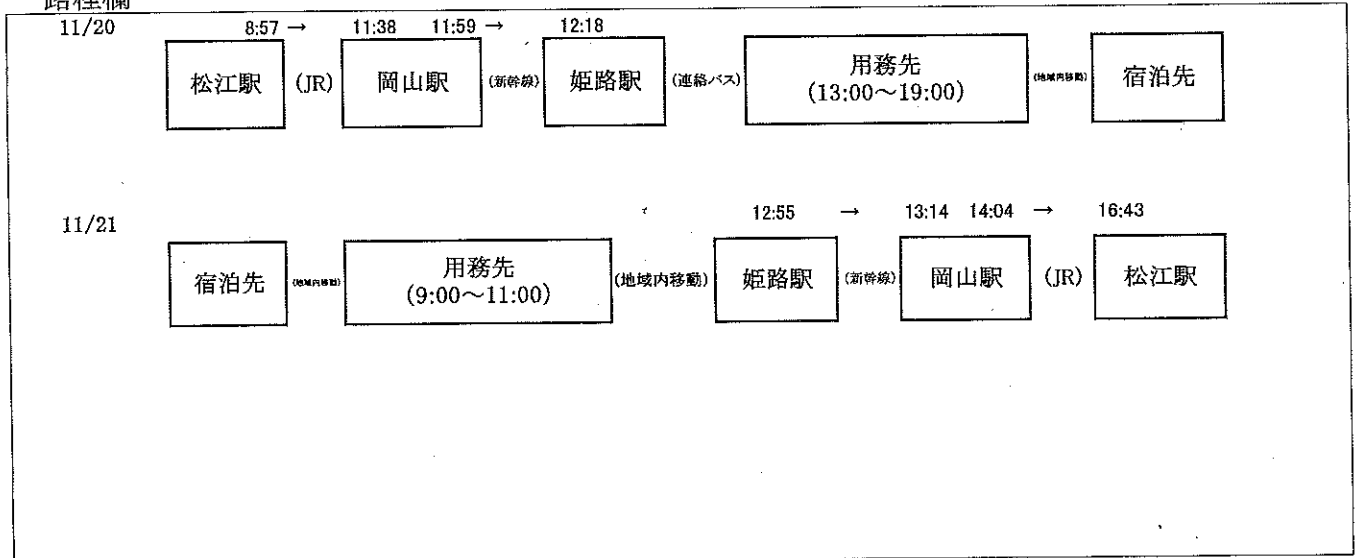 路程欄
11/20 8:57 → 11:38 11:59 → 12:18
松江駅 (JR) 岡山駅 (新幹線) 姫路駅 (連絡バス) 用務先 (地域内移動) 宿泊先
(13:00～19:00)
11/21 12:55 → 13:14 14:04 → 16:43
宿泊先 (地域内移動) 用務先 (地域内移動) 姫路駅 (新幹線) 岡山駅 (JR) 松江駅
(9:00～11:00)